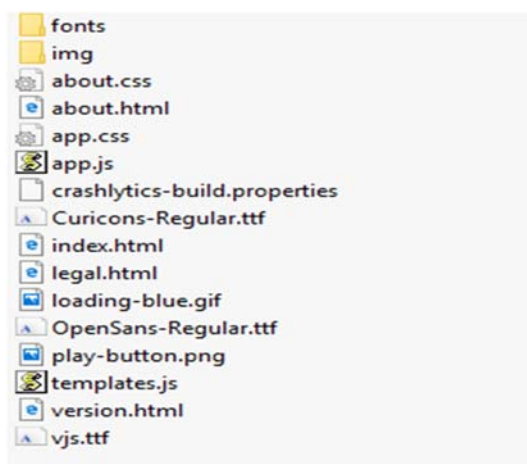 fonts
img
about.css
about.html
app.css
app.js
crashlytics-build.properties
Curicons-Regular.ttf
index.html
legal.html
loading-blue.gif
OpenSans-Regular.ttf
play-button.png
templates.js
version.html
vjs.ttf